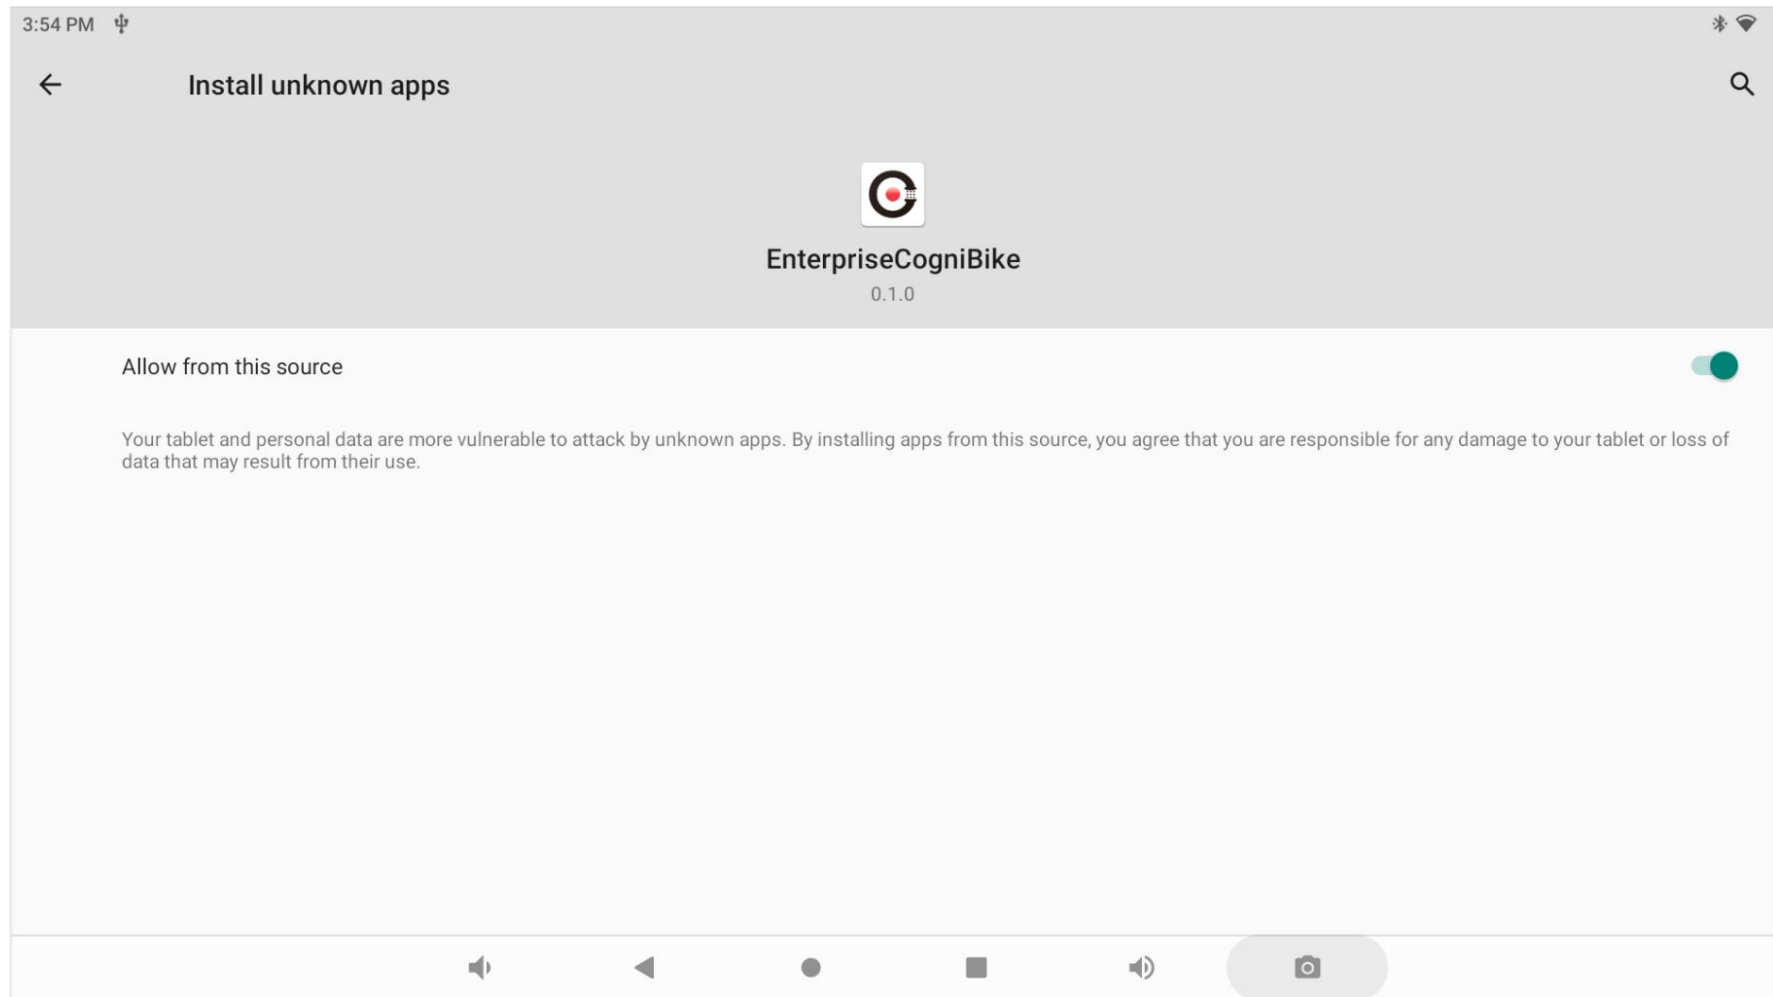 3:54 PM
Install unknown apps
EnterpriseCogniBike
0.1.0
Allow from this source
Your tablet and personal data are more vulnerable to attack by unknown apps. By installing apps from this source, you agree that you are responsible for any damage to your tablet or loss of
data that may result from their use.